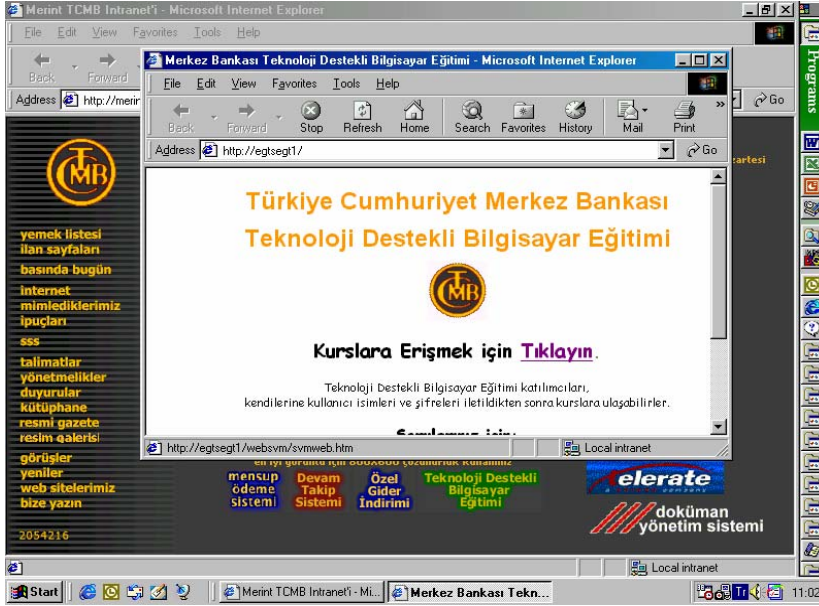 Merint TCMB Intranet'i - Microsoft Internet Explorer
File Edit View Favorites Tools Help
Back Forward
Address http://merin
Go
Programs
Merkez Bankası Teknoloji Destekli Bilgisayar Eğitimi - Microsoft Internet Explorer
File Edit View Favorites Tools Help
Back Forward Stop Refresh Home Search Favorites History Mail Print »
Address http://egtsegt1/ Go
Türkiye Cumhuriyet Merkez Bankası
Teknoloji Destekli Bilgisayar Eğitimi
TCMB
Kurslara Erişmek için Tıklayın.
Teknoloji Destekli Bilgisayar Eğitimi katılımcıları,
kendilerine kullanıcı isimleri ve şifreleri iletildikten sonra kurslara ulaşabilirler.
http://egtsegt1/websvm/svmweb.htm Local intranet
TCMB
yemek listesi
ilan sayfaları
basında bugün
internet
mimlediklerimiz
ipuçları
sss
talimatlar
yönetmelikler
duyurular
kütüphane
resmi gazete
resim galerisi
görüşler
yeniler
web sitelerimiz
bize yazın
2054216
zartesi
mensup
ödeme
sistemi
Devam
Takip
Sistemi
Özel
Gider
İndirimi
Teknoloji Destekli
Bilgisayar
Eğitimi
elerate
company
doküman
yönetim sistemi
Local intranet
Start
Merint TCMB Intranet'i - Mi...
Merkez Bankası Tekn...
Tr
11:02